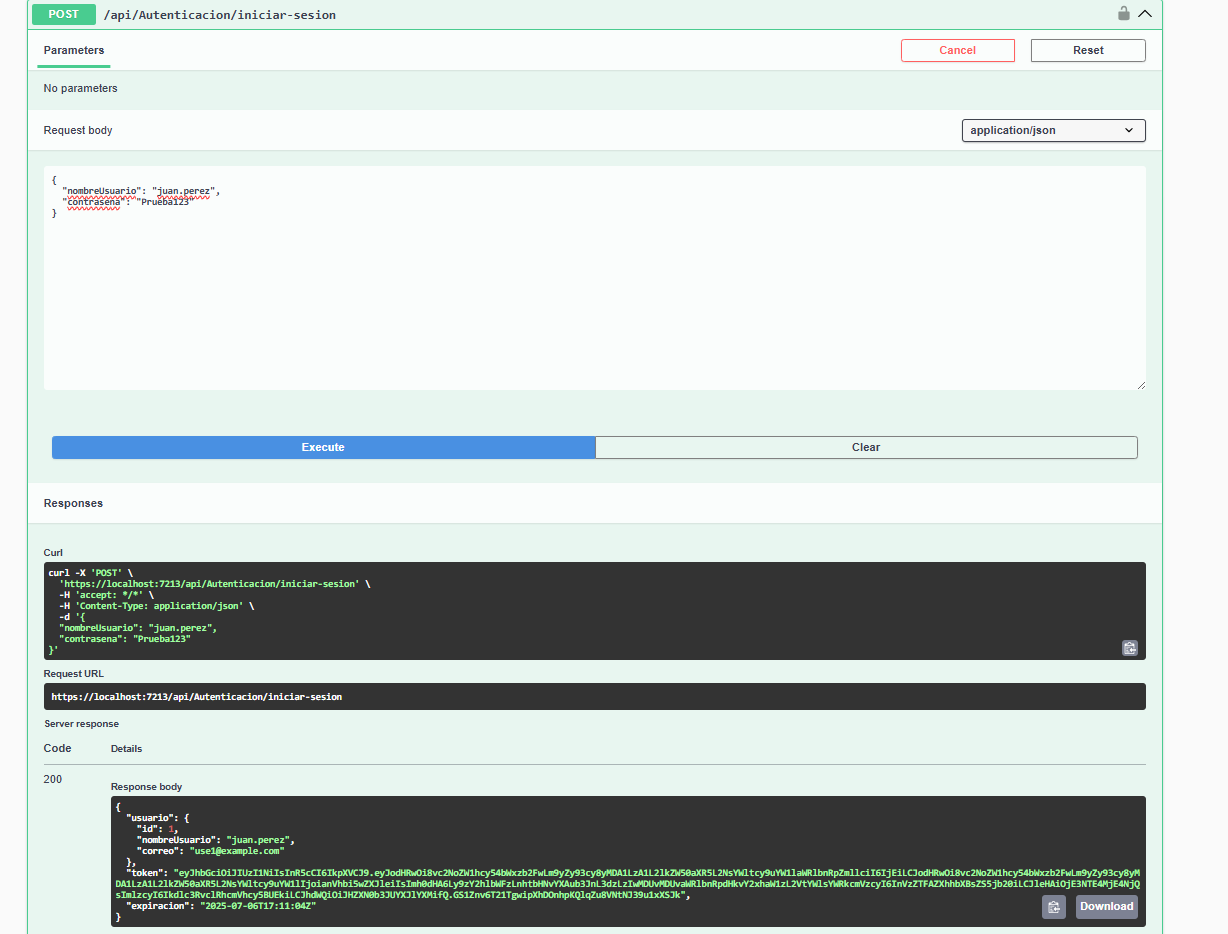 POST /api/Autenticacion/iniciar-sesion
Parameters
Cancel
Reset
No parameters
Request body
application/json
{
"nombreUsuario": "juan.perez",
"contrasena": "Prueba123"
}
Execute
Clear
Responses
Curl
curl -X 'POST' \
'https://localhost:7213/api/Autenticacion/iniciar-sesion' \
-H 'accept: */*' \
-H 'Content-Type: application/json' \
-d '{
"nombreUsuario": "juan.perez",
"contrasena": "Prueba123"
}'
Request URL
https://localhost:7213/api/Autenticacion/iniciar-sesion
Server response
Code Details
200
Response body
{
"usuario": {
"id": 1,
"nombreUsuario": "juan.perez",
"correo": "use1@example.com"
},
"token":
"expiracion": "2025-07-06T17:11:04Z"
}
Download